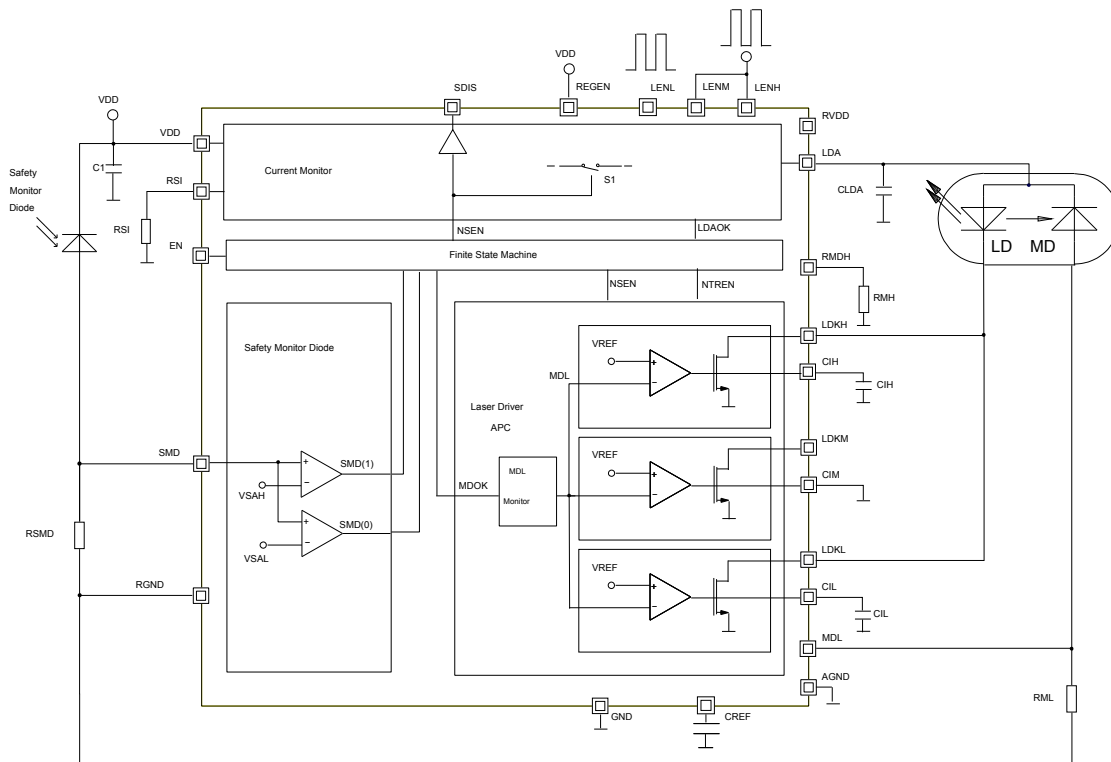 VDD
SDIS
REGEN
LENL
LENM
LENH
VDD
VDD
RVDD
LDA
Safety
Monitor
Diode
C1
Current Monitor
S1
CLDA
RSI
RSI
NSEN
LDAOK
LD
MD
EN
Finite State Machine
RMDH
NSEN
NTREN
RMH
LDKH
Safety Monitor Diode
VREF
+
−
MDL
CIH
CIH
Laser Driver
APC
LDKM
SMD
SMD(1)
+
−
VSAH
MDOK
MDL
Monitor
VREF
+
−
CIM
RSMD
SMD(0)
+
−
VSAL
LDKL
VREF
+
−
RGND
CIL
CIL
MDL
AGND
RML
GND
CREF